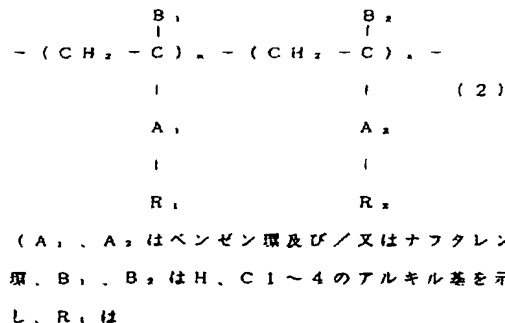 B₁ B₂
-(CH₂-C)ₙ-(CH₂-C)ₙ-
(2)
A₁ A₂
R₁ R₂
(A₁、A₂はベンゼン環及び/又はナフタレン
環、B₁、B₂はH、C1~4のアルキル基を示
し、R₁は